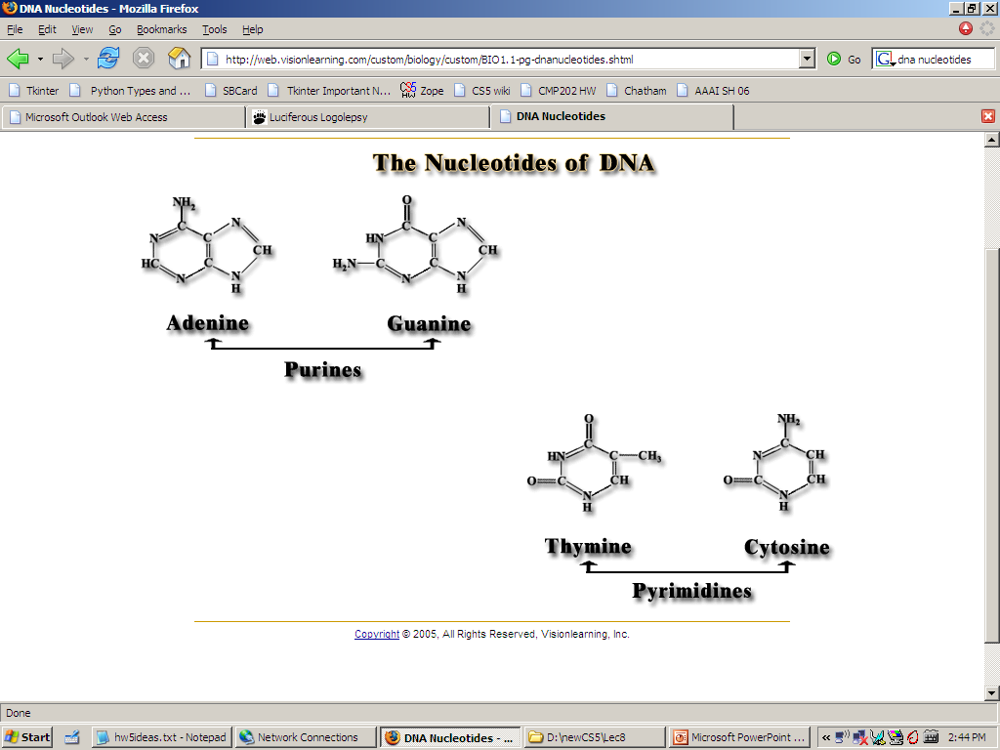 DNA Nucleotides - Mozilla Firefox
File Edit View Go Bookmarks Tools Help
http://web.visionlearning.com/custom/biology/custom/BIO1.1-pg-dnanucleotides.shtml Go G dna nucleotides
Tkinter Python Types and ... SBCard Tkinter Important N... CS5 HW Zope CS5 wiki CMP202 HW Chatham AAAI SH 06
Microsoft Outlook Web Access Luciferous Logolepsy DNA Nucleotides
The Nucleotides of DNA
NH2 O
N C N HN C N
C CH C CH
HC C H2N C C
N N N N
H H
Adenine Guanine
Purines
O NH2
C C
HN C CH3 N CH
O C CH O C CH
N N
H H
Thymine Cytosine
Pyrimidines
Copyright © 2005, All Rights Reserved, Visionlearning, Inc.
Done
Start hw5ideas.txt - Notepad Network Connections DNA Nucleotides - ... D:\newCS5\Lec8 Microsoft PowerPoint ... « 2:44 PM